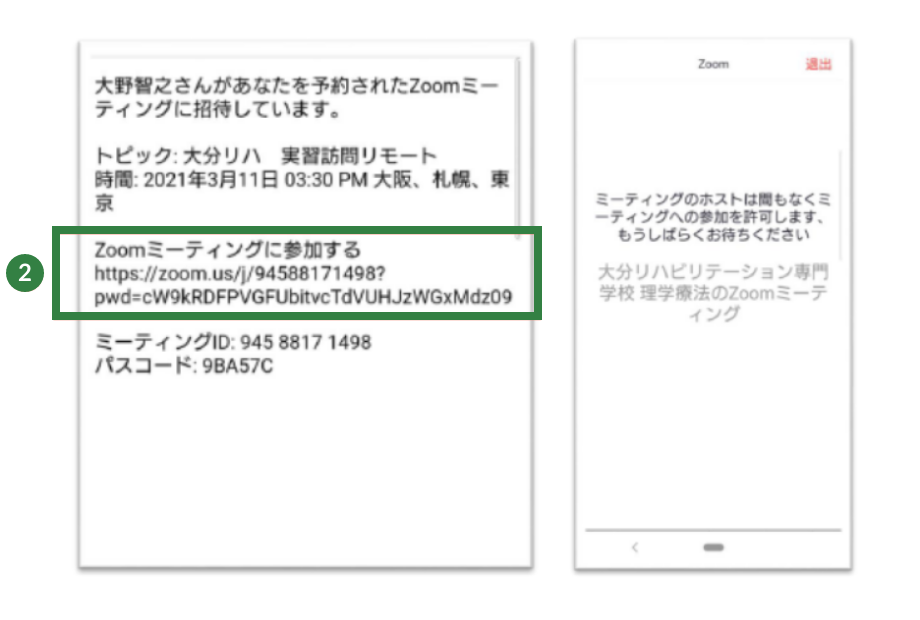 大野智之さんがあなたを予約されたZoomミー
ティングに招待しています。
トピック: 大分リハ　実習訪問リモート
時間: 2021年3月11日 03:30 PM 大阪、札幌、東
京
2
Zoomミーティングに参加する
https://zoom.us/j/94588171498?
pwd=cW9kRDFPVGFUbitvcTdVUHJzWGxMdz09
ミーティングID: 945 8817 1498
パスコード: 9BA57C
Zoom
退出
ミーティングのホストは間もなくミ
ーティングへの参加を許可します、
もうしばらくお待ちください
大分リハビリテーション専門
学校 理学療法のZoomミーテ
ィング